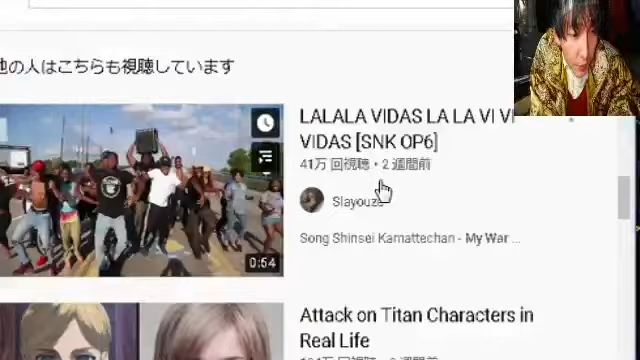 他の人はこちらも視聴しています
LALALA VIDAS LA LA VI VI
VIDAS [SNK OP6]
41万 回視聴・2 週間前
Slayouze
Song Shinsei Kamattechan - My War ...
0:54
Attack on Titan Characters in
Real Life